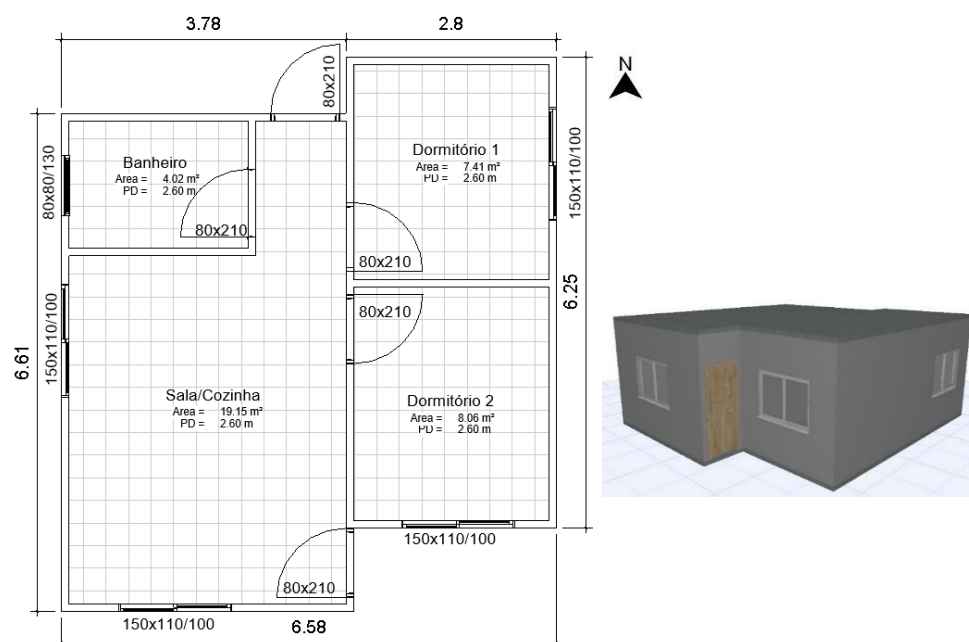 3.78
2.8
N
80x210
Banheiro
Area = 4.02 m²
PD = 2.60 m
80x80/130
80x210
Dormitório 1
Area = 7.41 m²
PD = 2.60 m
150x110/100
80x210
80x210
6.25
150x110/100
6.61
Sala/Cozinha
Area = 19.15 m²
PD = 2.60 m
Dormitório 2
Area = 8.06 m²
PD = 2.60 m
150x110/100
80x210
150x110/100
6.58